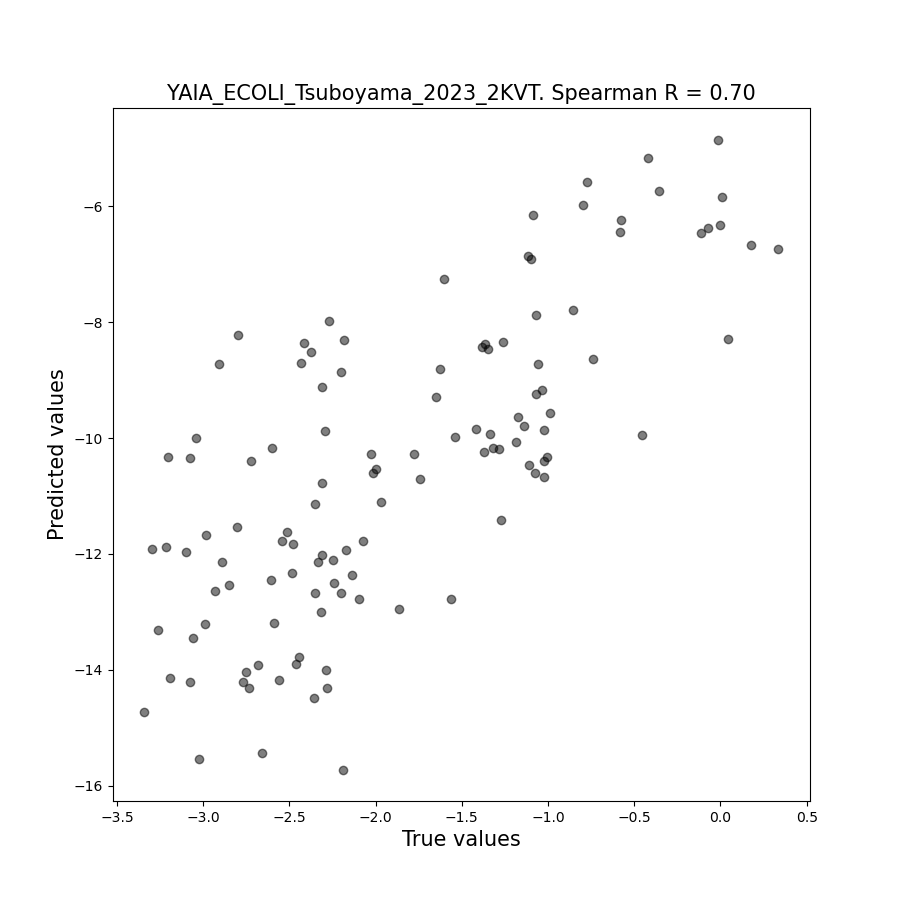 YAIA_ECOLI_Tsuboyama_2023_2KVT. Spearman R = 0.70
Predicted values
−6
−8
−10
−12
−14
−16
−3.5 −3.0 −2.5 −2.0 −1.5 −1.0 −0.5 0.0 0.5
True values